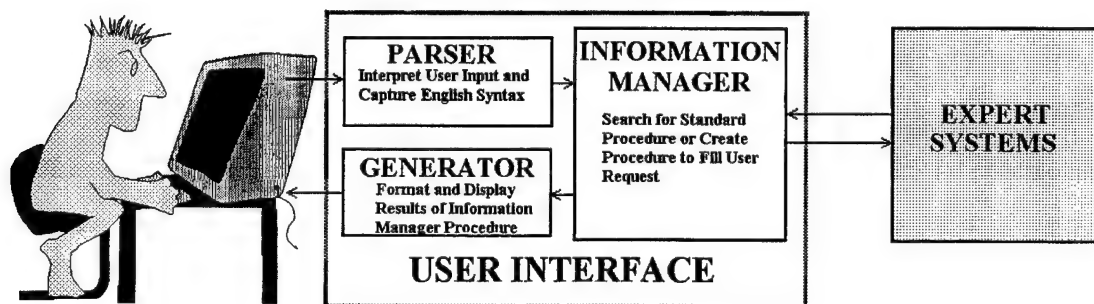 PARSER
Interpret User Input and
Capture English Syntax
GENERATOR
Format and Display
Results of Information
Manager Procedure
INFORMATION
MANAGER
Search for Standard
Procedure or Create
Procedure to Fill User
Request
USER INTERFACE
EXPERT
SYSTEMS